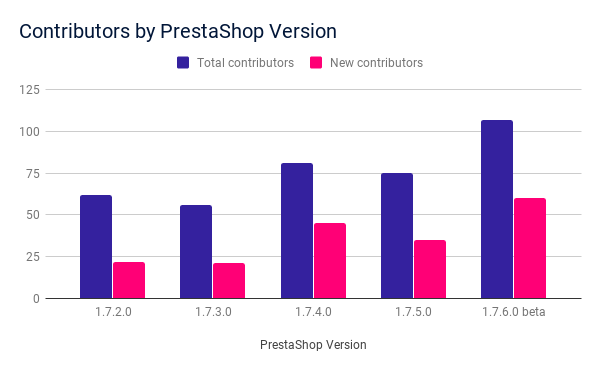 Contributors by PrestaShop Version
Total contributors New contributors
125
100
75
50
25
0
1.7.2.0 1.7.3.0 1.7.4.0 1.7.5.0 1.7.6.0 beta
PrestaShop Version